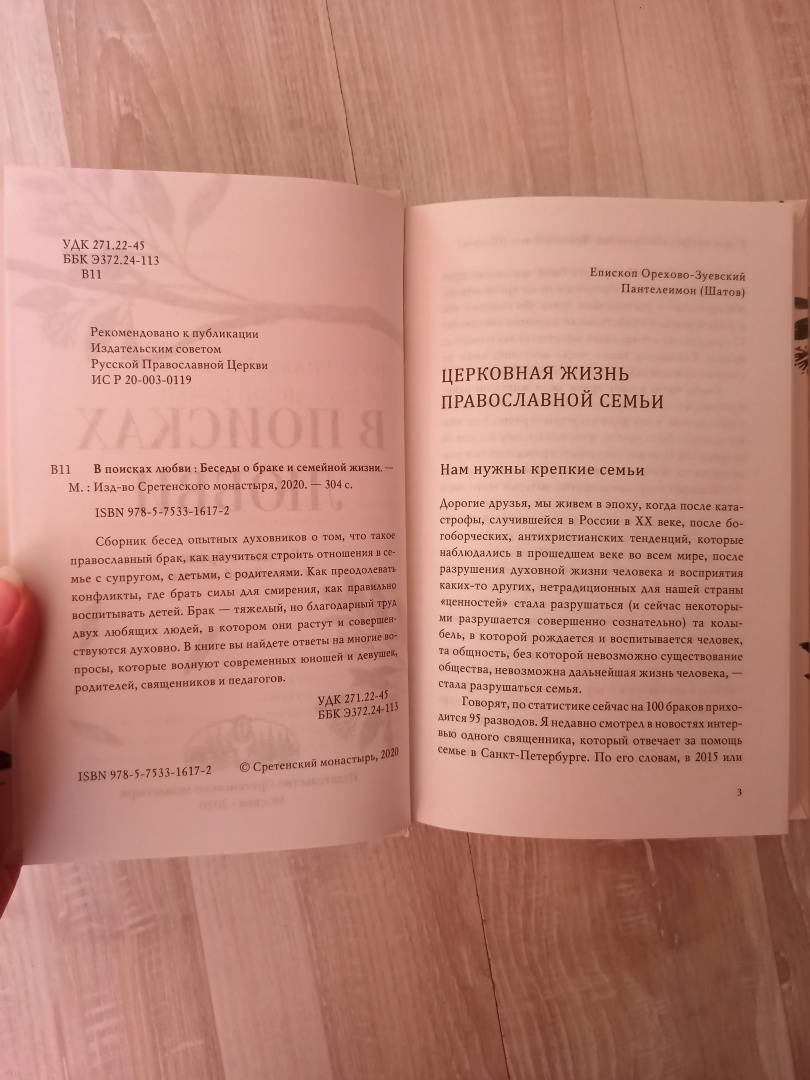 УДК 271.22-45
ББК Э372.24-113
В11
Рекомендовано к публикации
Издательским советом
Русской Православной Церкви
ИС Р 20-003-0119
В11 В поисках любви : Беседы о браке и семейной жизни. —
М. : Изд-во Сретенского монастыря, 2020. — 304 с.
ISBN 978-5-7533-1617-2
Сборник бесед опытных духовников о том, что такое
православный брак, как научиться строить отношения в се-
мье с супругом, с детьми, с родителями. Как преодолевать
конфликты, где брать силы для смирения, как правильно
воспитывать детей. Брак — тяжелый, но благодарный труд
двух любящих людей, в котором они растут и совершен-
ствуются духовно. В книге вы найдете ответы на многие во-
просы, которые волнуют современных юношей и девушек,
родителей, священников и педагогов.
УДК 271.22-45
ББК Э372.24-113
ISBN 978-5-7533-1617-2 © Сретенский монастырь, 2020
Епископ Орехово-Зуевский
Пантелеимон (Шатов)
ЦЕРКОВНАЯ ЖИЗНЬ
ПРАВОСЛАВНОЙ СЕМЬИ
Нам нужны крепкие семьи
Дорогие друзья, мы живем в эпоху, когда после ката-
строфы, случившейся в России в XX веке, после бо-
гоборческих, антихристианских тенденций, которые
наблюдались в прошедшем веке во всем мире, после
разрушения духовной жизни человека и восприятия
каких-то других, нетрадиционных для нашей страны
«ценностей» стала разрушаться (и сейчас некоторы-
ми разрушается совершенно сознательно) та колы-
бель, в которой рождается и воспитывается человек,
та общность, без которой невозможно существование
общества, невозможна дальнейшая жизнь человека, —
стала разрушаться семья.
Говорят, по статистике сейчас на 100 браков прихо-
дится 95 разводов. Я недавно смотрел в новостях интер-
вью одного священника, который отвечает за помощь
семье в Санкт-Петербурге. По его словам, в 2015 или
3